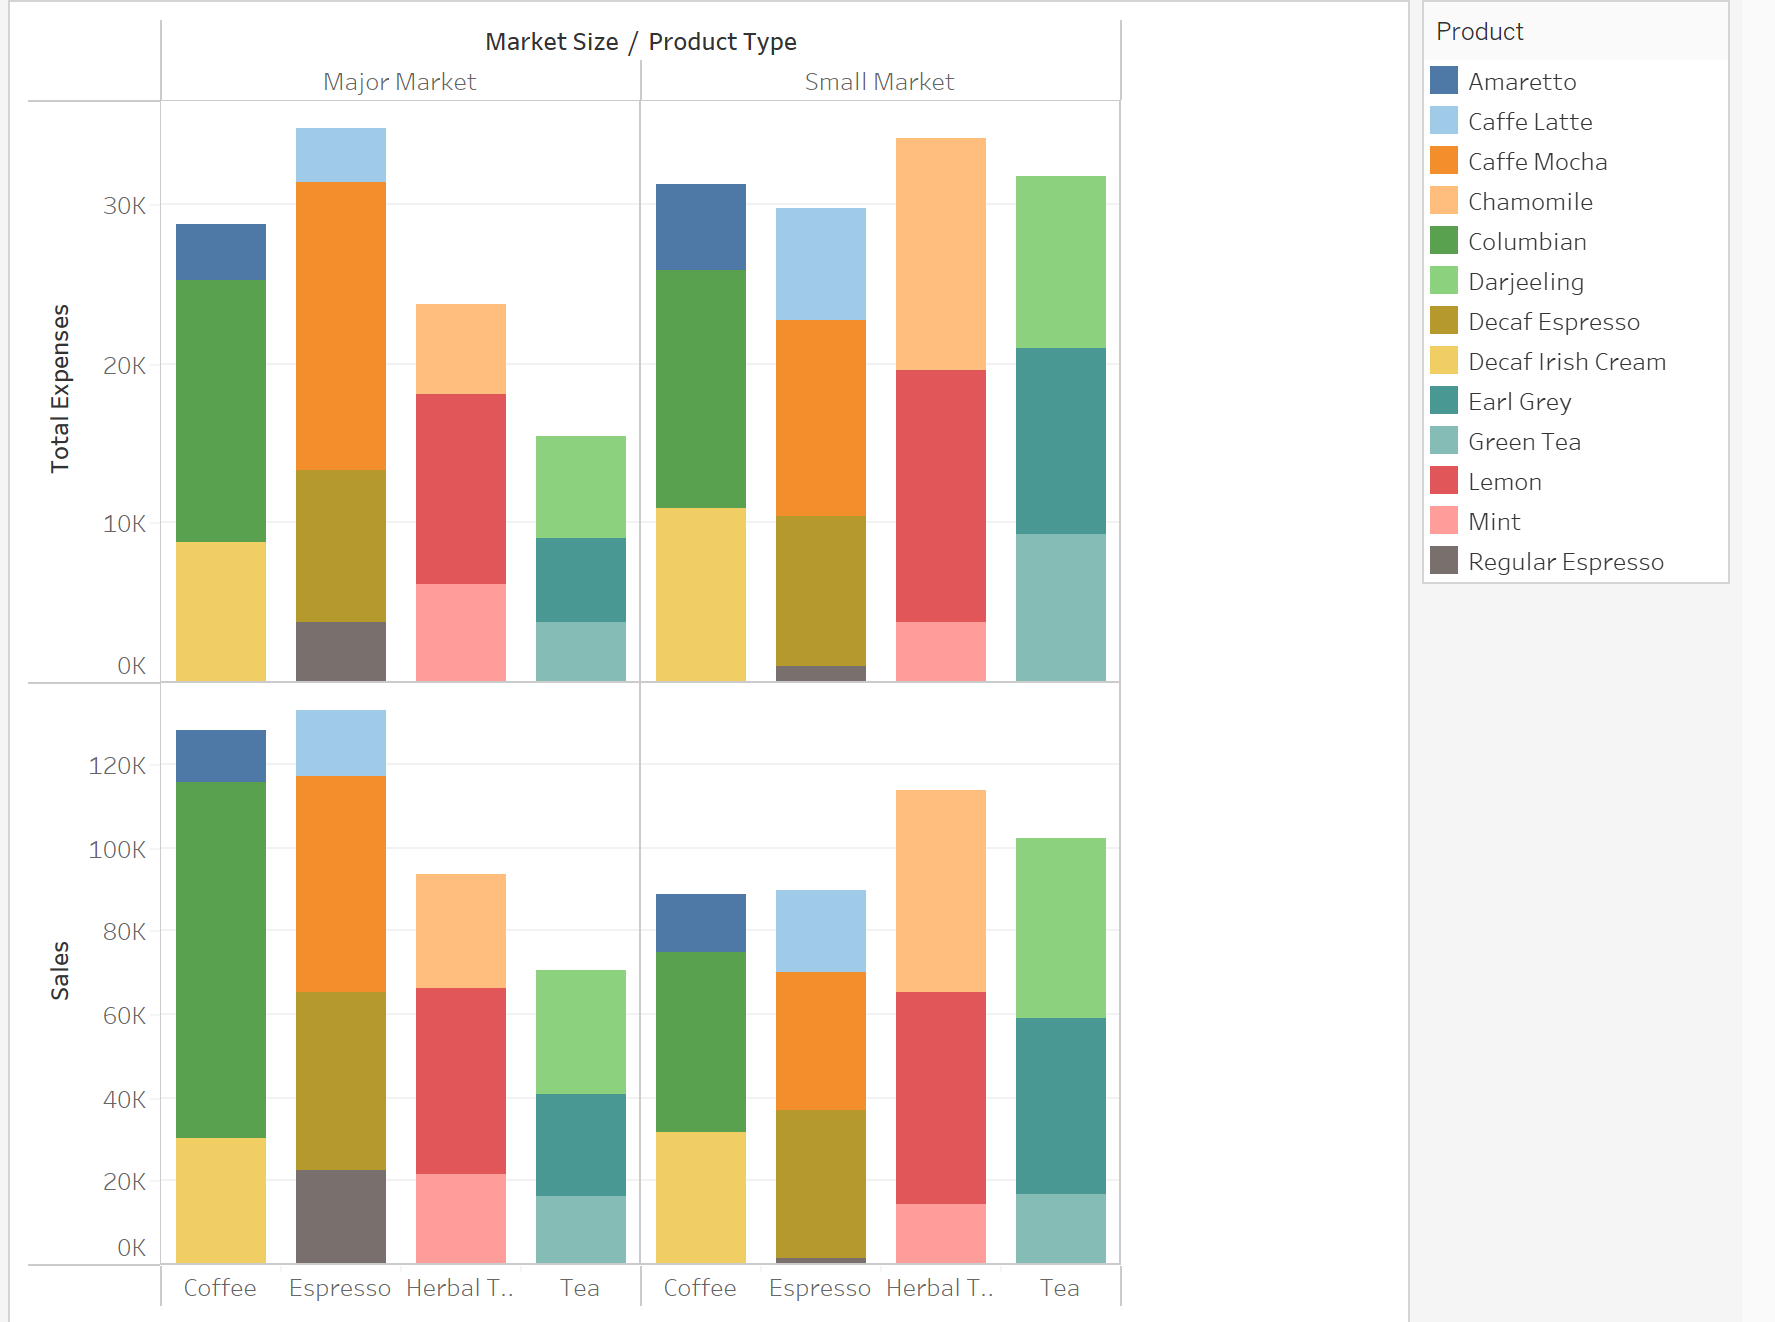 Market Size / Product Type
Major Market
Small Market
Total Expenses
30K
20K
10K
0K
Sales
120K
100K
80K
60K
40K
20K
0K
Coffee Espresso Herbal T.. Tea Coffee Espresso Herbal T.. Tea
Product
Amaretto
Caffe Latte
Caffe Mocha
Chamomile
Columbian
Darjeeling
Decaf Espresso
Decaf Irish Cream
Earl Grey
Green Tea
Lemon
Mint
Regular Espresso